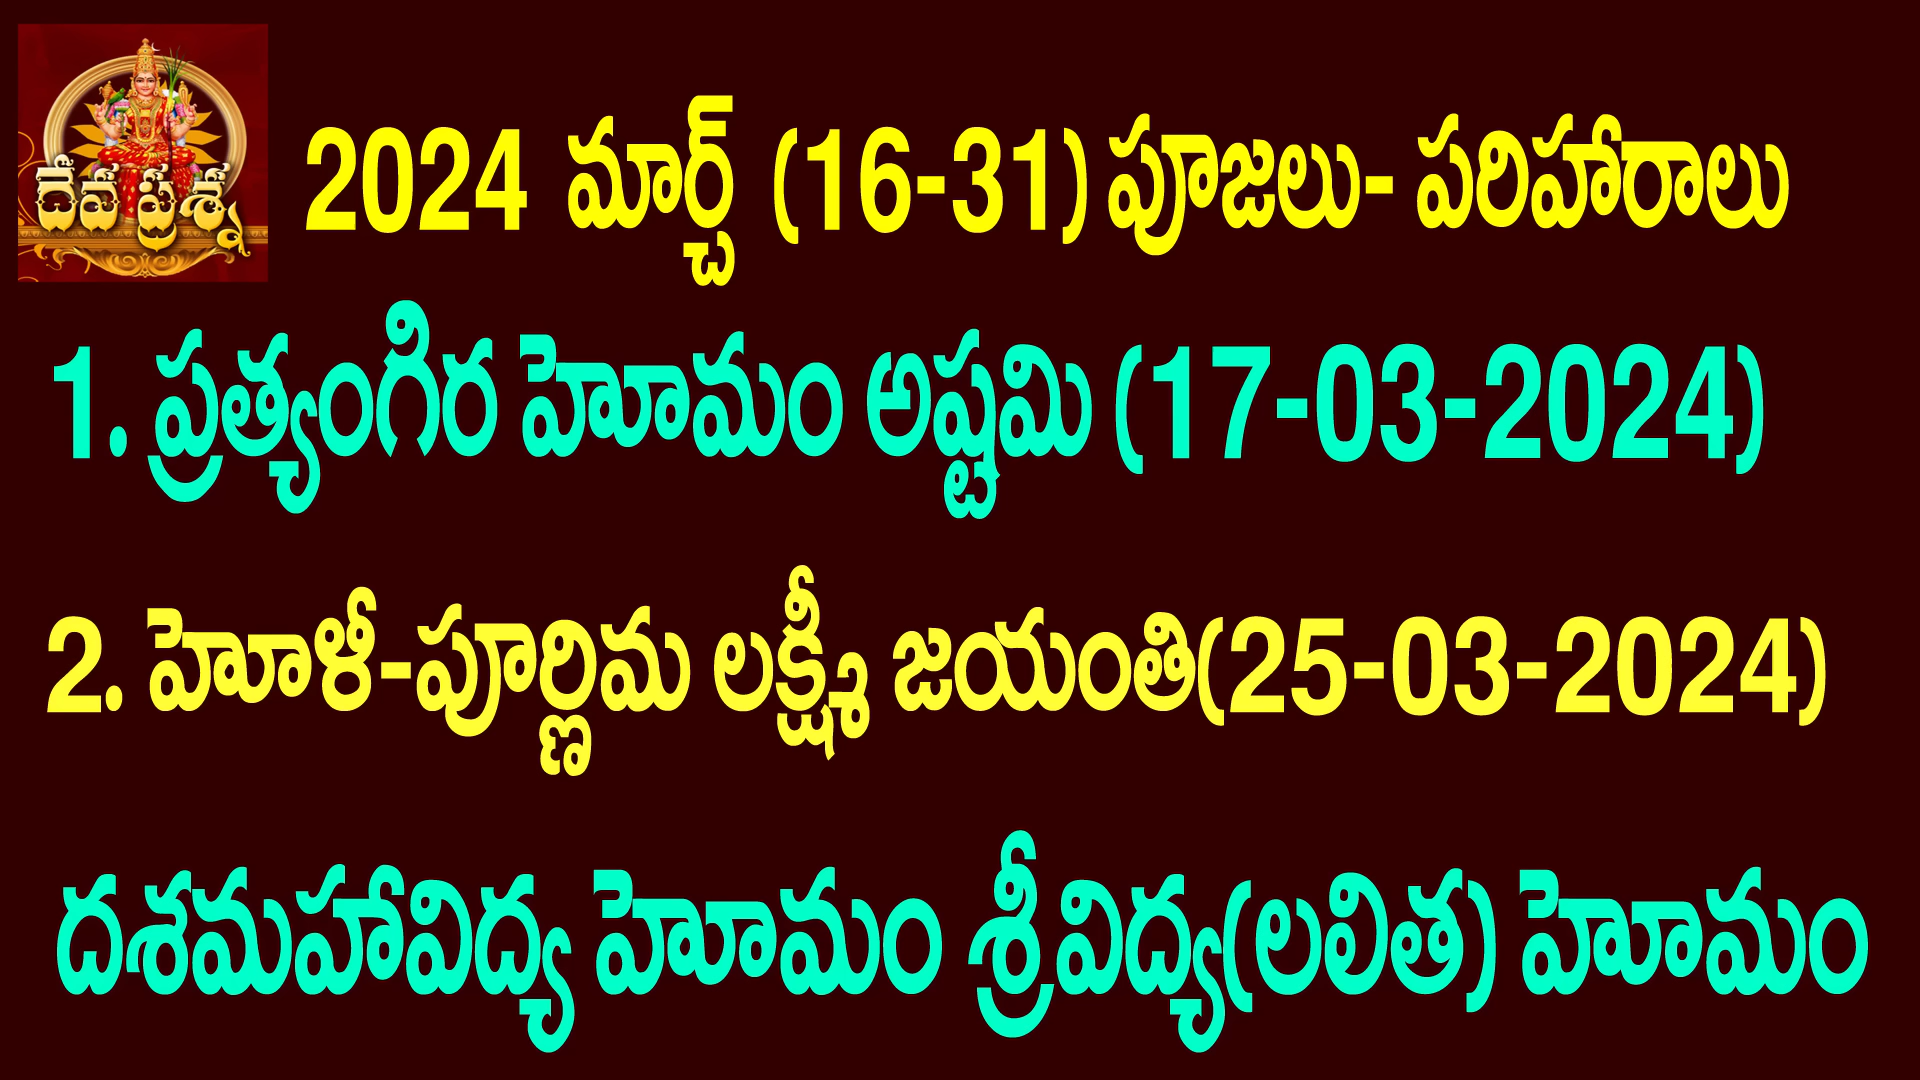 దేవ ప్రశ్న
2024 మార్చ్ (16-31) పూజలు- పరిహారాలు
1. ప్రత్యంగిర హెూమం అష్టమి (17-03-2024)
2. హెూళీ-పూర్ణిమ లక్ష్మీ జయంతి(25-03-2024)
దశమహావిద్య హెూమం శ్రీవిద్య(లలిత) హెూమం